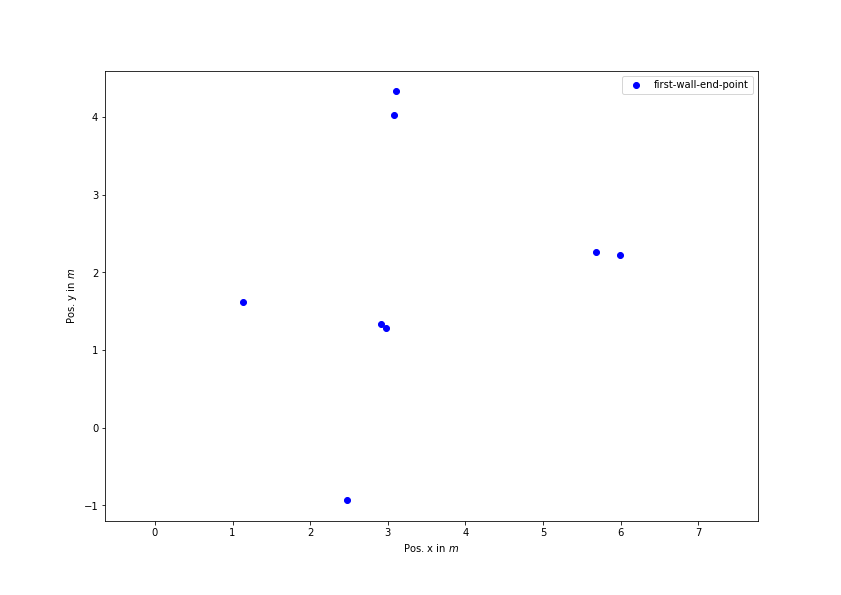 first-wall-end-point
4
3
2
1
0
−1
Pos. y in m
0 1 2 3 4 5 6 7
Pos. x in m